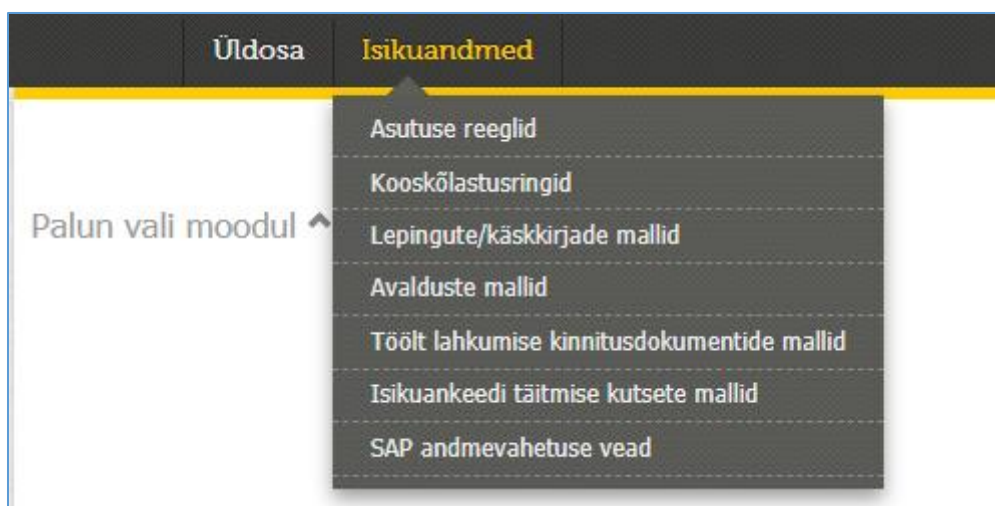 Üldosa
Isikuandmed
Asutuse reeglid
Kooskõlastusringid
Palun vali moodul
Lepingute/käskkirjade mallid
Avalduste mallid
Töölt lahkumise kinnitusdokumentide mallid
Isikuankeedi täitmise kutsete mallid
SAP andmevahetuse vead